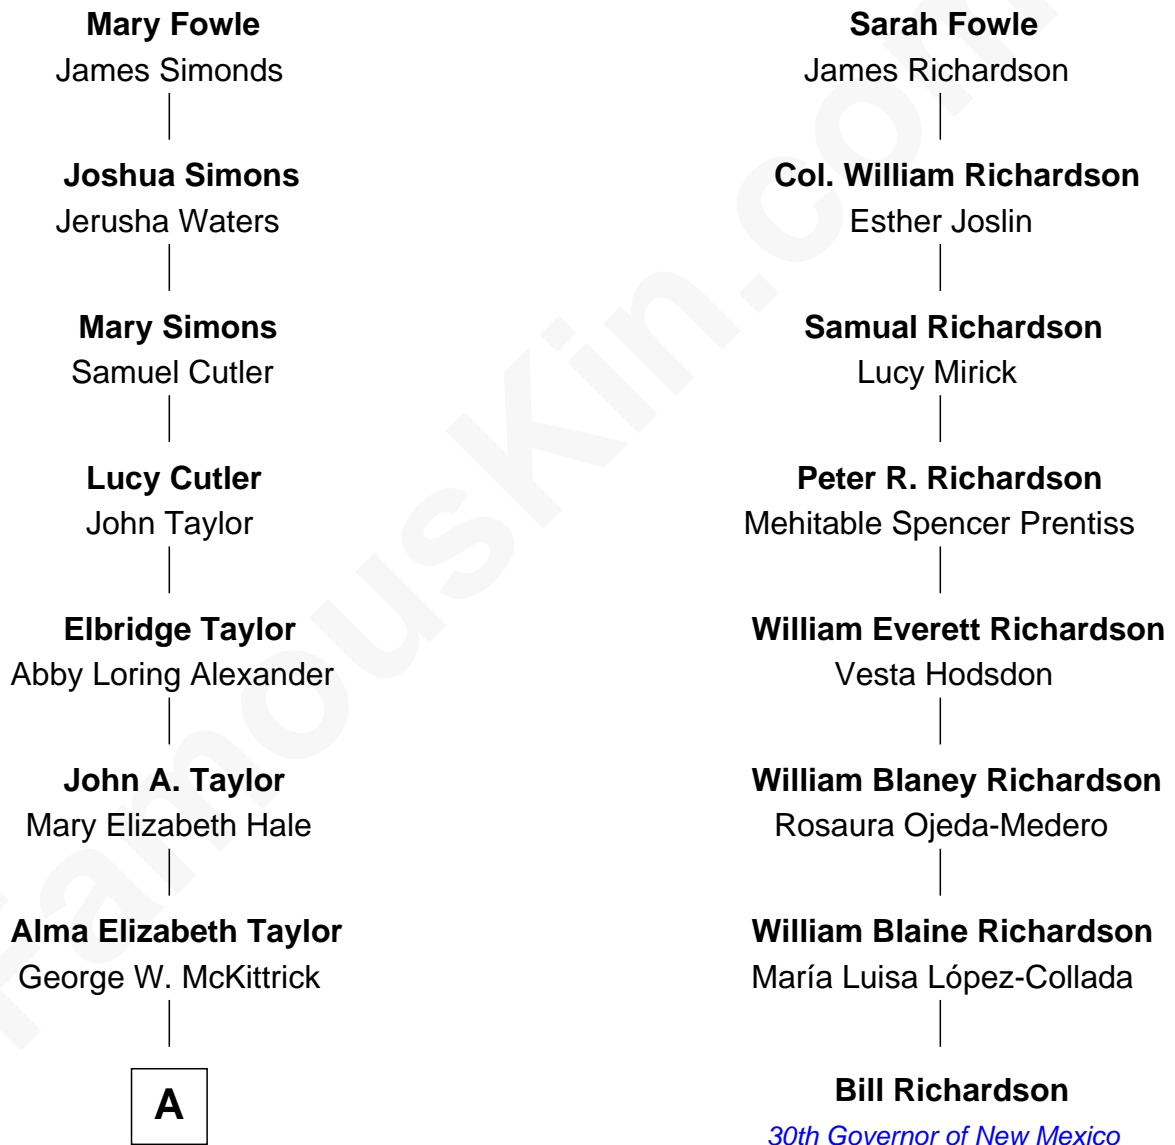 Mary Fowle
James Simonds
Joshua Simons
Jerusha Waters
Mary Simons
Samuel Cutler
Lucy Cutler
John Taylor
Elbridge Taylor
Abby Loring Alexander
John A. Taylor
Mary Elizabeth Hale
Alma Elizabeth Taylor
George W. McKittrick
A
Sarah Fowle
James Richardson
Col. William Richardson
Esther Joslin
Samual Richardson
Lucy Mirick
Peter R. Richardson
Mehitable Spencer Prentiss
William Everett Richardson
Vesta Hodsdon
William Blaney Richardson
Rosaura Ojeda-Medero
William Blaine Richardson
María Luisa López-Collada
Bill Richardson
30th Governor of New Mexico
FamousKin.com